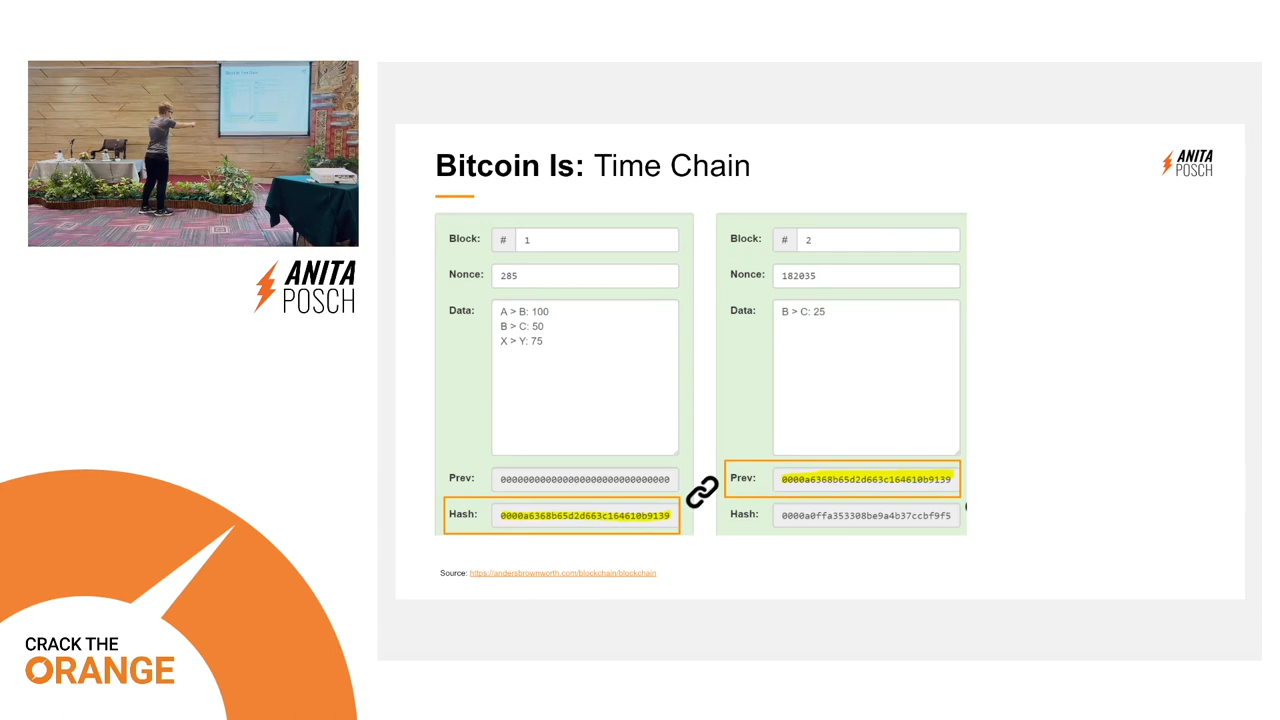 ANITA
POSCH
CRACK THE
ORANGE
Bitcoin Is: Time Chain
ANITA
POSCH
Block: # 1
Nonce: 285
Data: A > B: 100
B > C: 50
X > Y: 75
Prev: 00000000000000000000000000000
Hash: 0000a6368b65d2d663c164610b9139
Block: # 2
Nonce: 182035
Data: B > C: 25
Prev: 0000a6368b65d2d663c164610b9139
Hash: 0000a0ffa353308be9a4b37ccbf9f5
Source: https://andersbrownworth.com/blockchain/blockchain